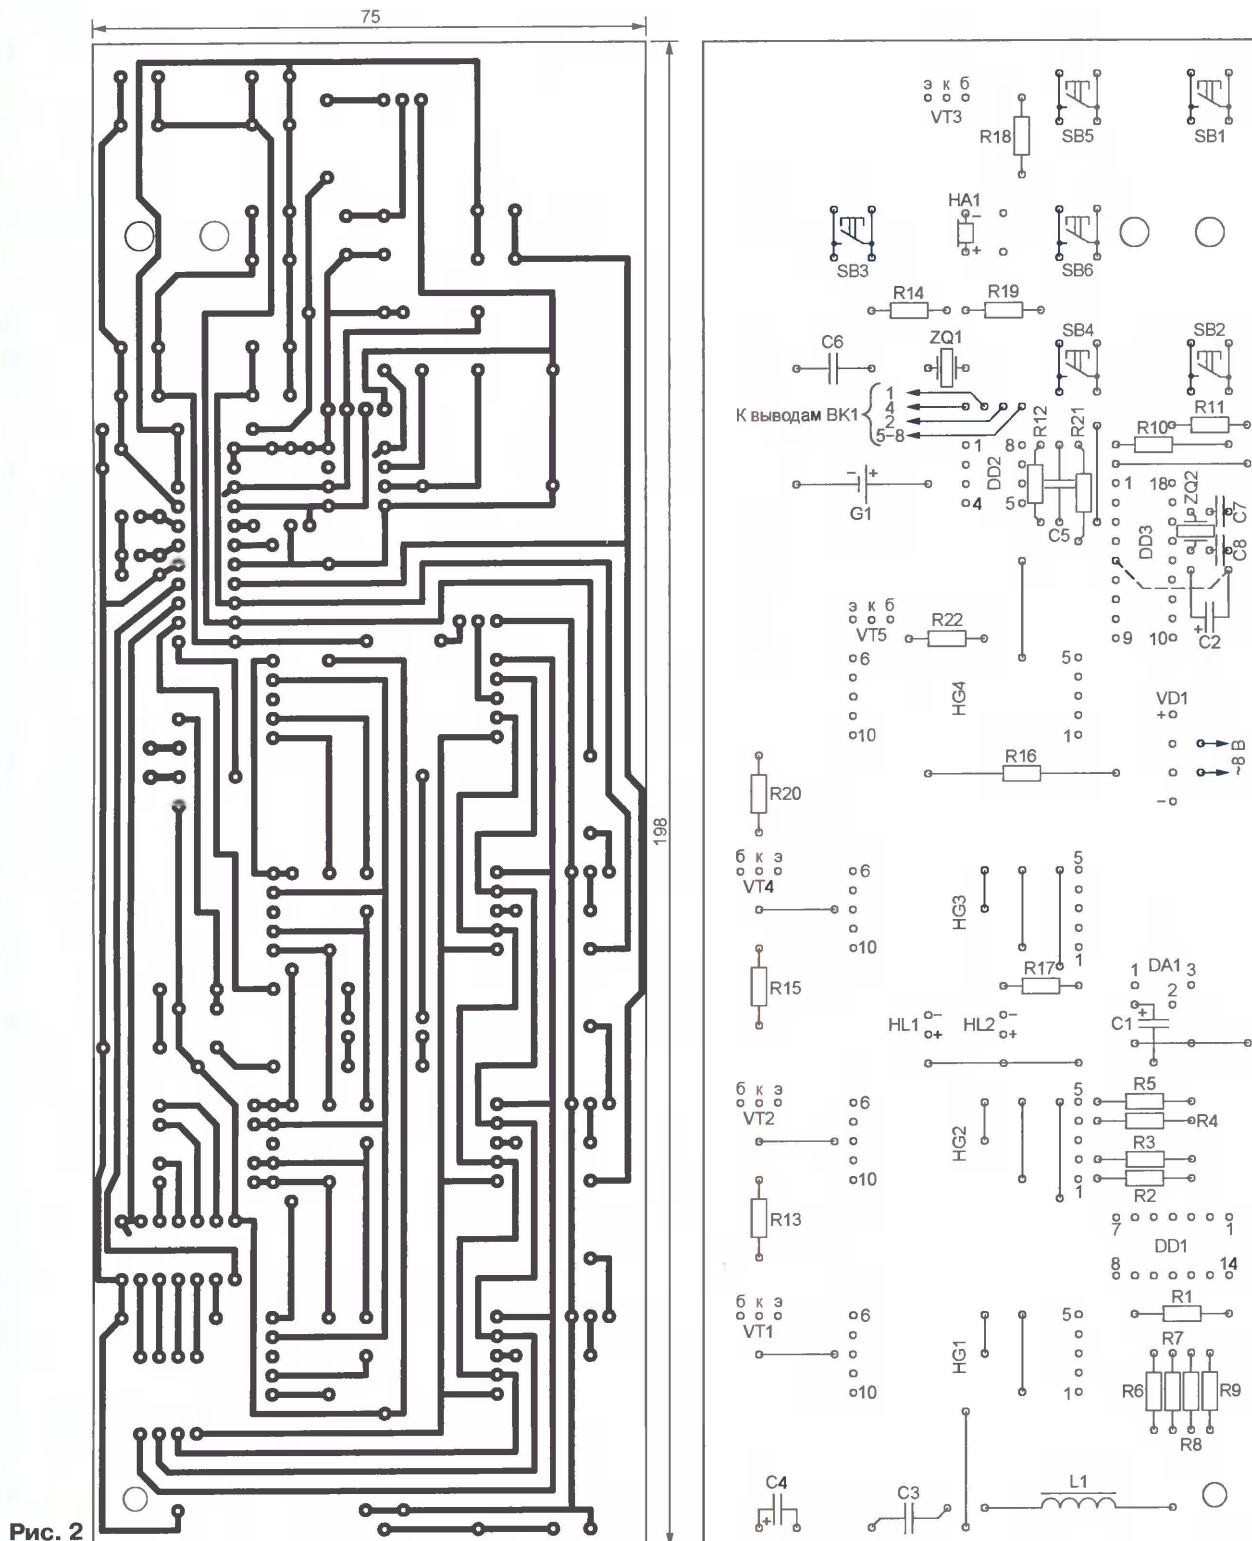 75
198
Рис. 2
э к б
VT3
R18
SB5
SB1
HA1
−
+
SB3
SB6
R14
R19
C6
ZQ1
SB4
SB2
К выводам BK1
1
4
2
5–8
R12
R21
R10
R11
1
4
DD2
8
5
G1
− +
C5
1
18
9
10
DD3
ZQ2
C7
C8
+
C2
э к б
VT5
R22
6
10
HG4
5
1
VD1
+
−
~8 В
R16
R20
б к э
VT4
6
10
HG3
5
1
R15
R17
1
DA1
3
2
HL1
−
+
HL2
−
+
C1
+
б к э
VT2
6
10
HG2
5
1
R5
R4
R3
R2
R13
7
1
DD1
8
14
R1
б к э
VT1
6
10
HG1
5
1
R7
R6
R9
R8
C4
+
C3
L1